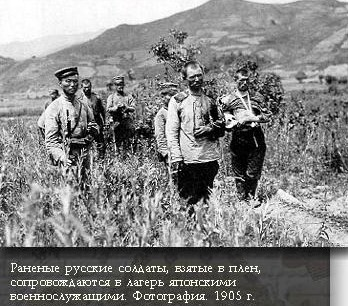 Раненые русские солдаты, взятые в плен,
сопровождаются в лагерь японскими
военнослужащими. Фотография. 1905 г.